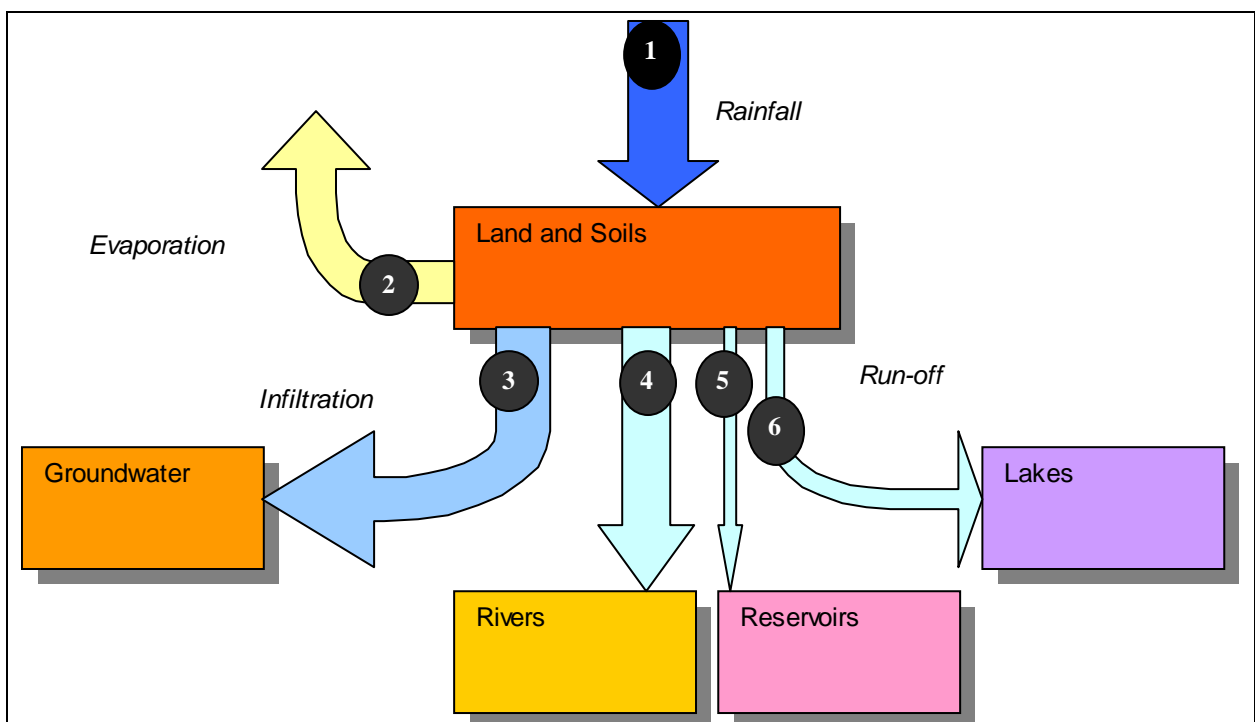 1
Rainfall
Land and Soils
Evaporation
2
3
4
5
Run-off
Infiltration
6
Groundwater
Lakes
Rivers
Reservoirs